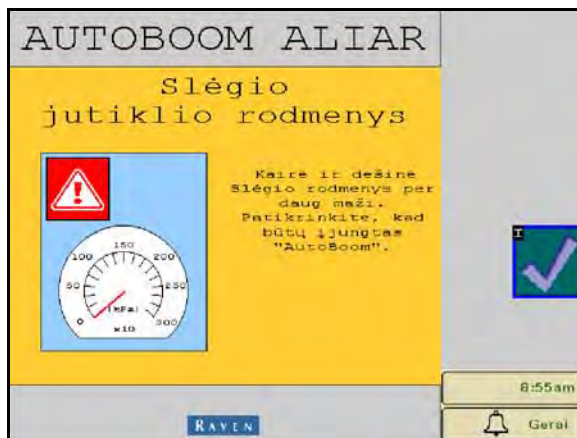 AUTOBOOM ALIAR
Slėgio
jutiklio rodmenys
Kairė ir dešinė
Slėgio rodmenys per
daug maži.
Patikrinkite, kad
būtų įjungtas
"AutoBoom".
150
100 200
50 250
(kPa)
0 x10 300
I
8:55am
RAVEN
Gerai